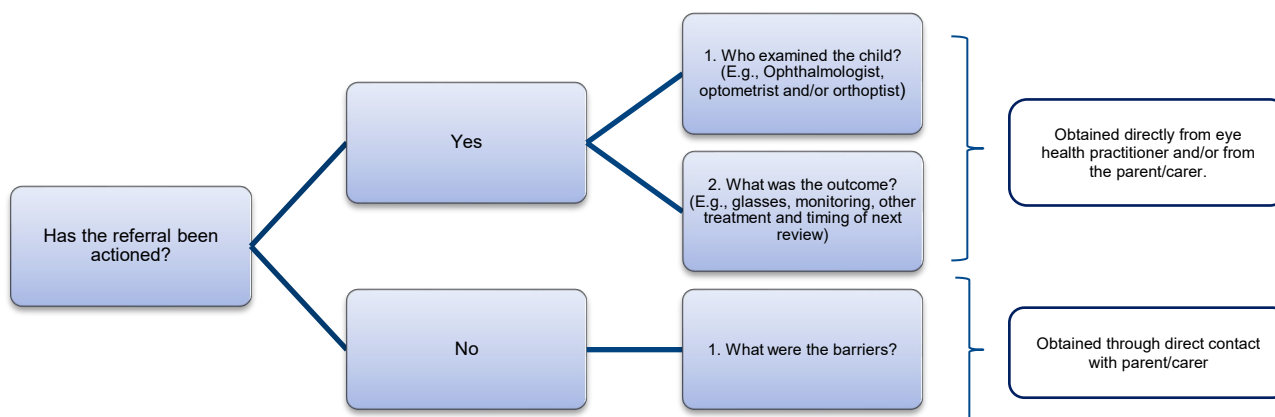 Has the referral been
actioned?
Yes
1. Who examined the child?
(E.g., Ophthalmologist,
optometrist and/or orthoptist)
2. What was the outcome?
(E.g., glasses, monitoring, other
treatment and timing of next
review)
Obtained directly from eye
health practitioner and/or from
the parent/carer.
No
1. What were the barriers?
Obtained through direct contact
with parent/carer